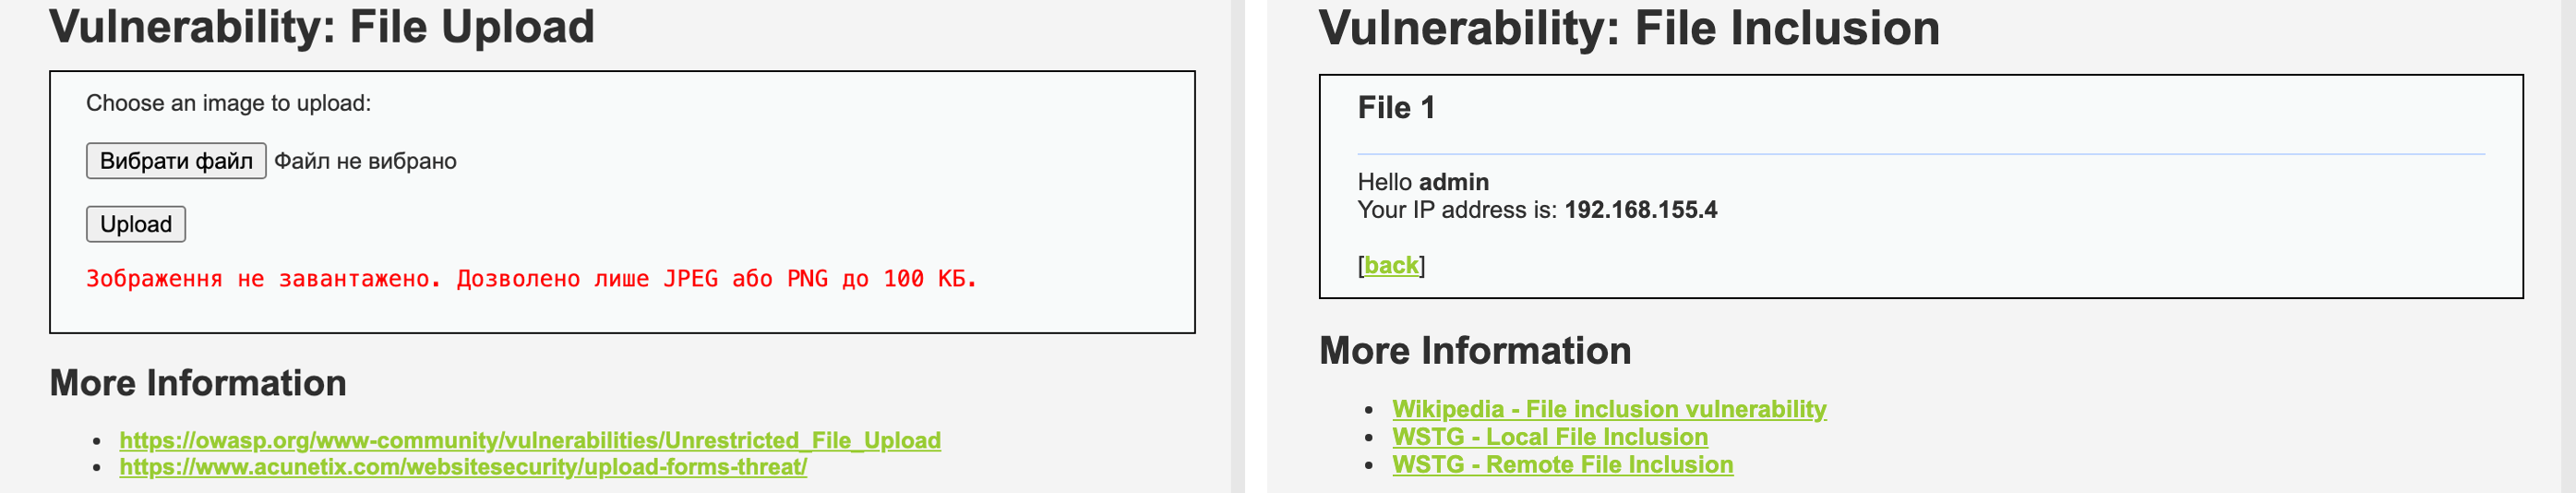 Vulnerability: File Upload
Choose an image to upload:
Вибрати файл Файл не вибрано
Upload
Зображення не завантажено. Дозволено лише JPEG або PNG до 100 КБ.
More Information
https://owasp.org/www-community/vulnerabilities/Unrestricted_File_Upload
https://www.acunetix.com/websitesecurity/upload-forms-threat/
Vulnerability: File Inclusion
File 1
Hello admin
Your IP address is: 192.168.155.4
[back]
More Information
Wikipedia - File inclusion vulnerability
WSTG - Local File Inclusion
WSTG - Remote File Inclusion